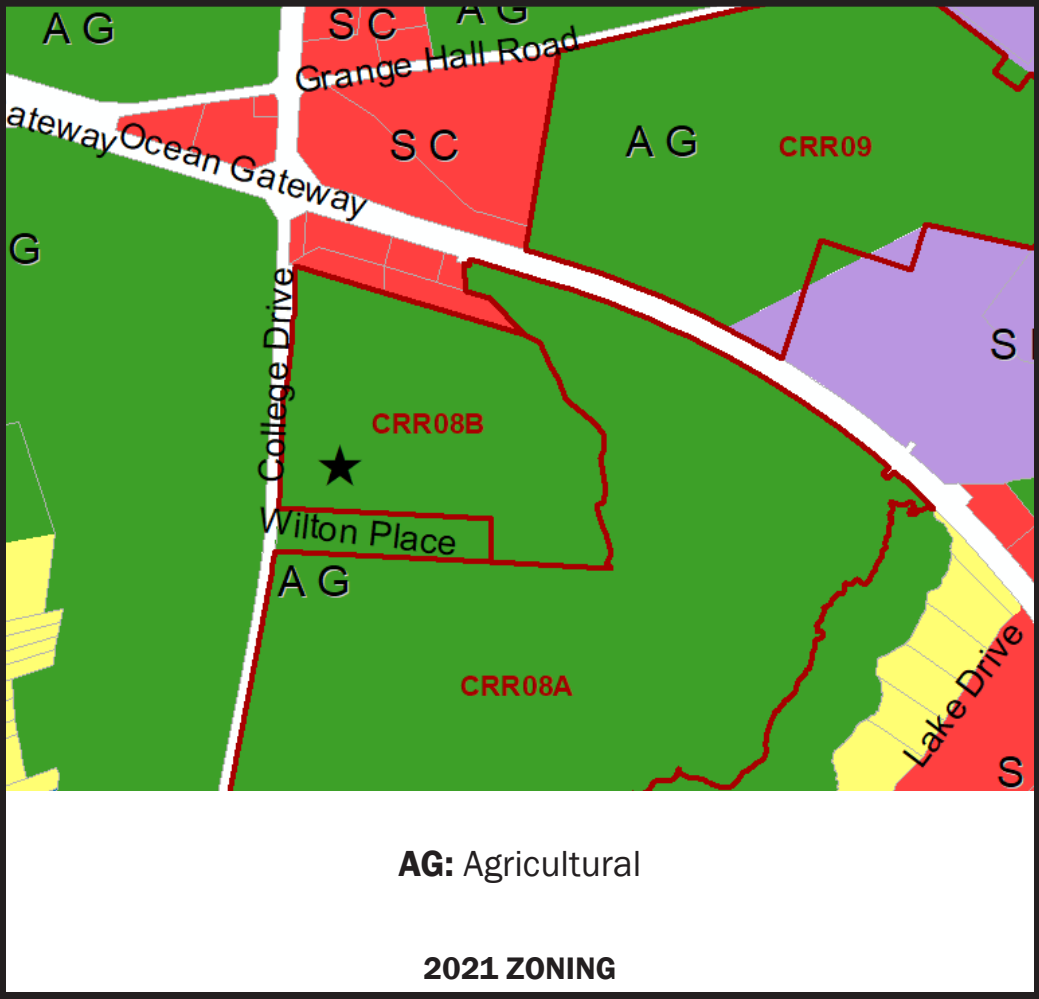 A G
S C
A G
Grange Hall Road
ateway
Ocean Gateway
S C
A G
CRR09
G
College Drive
S
CRR08B
Wilton Place
A G
CRR08A
Lake Drive
S
AG: Agricultural
2021 ZONING